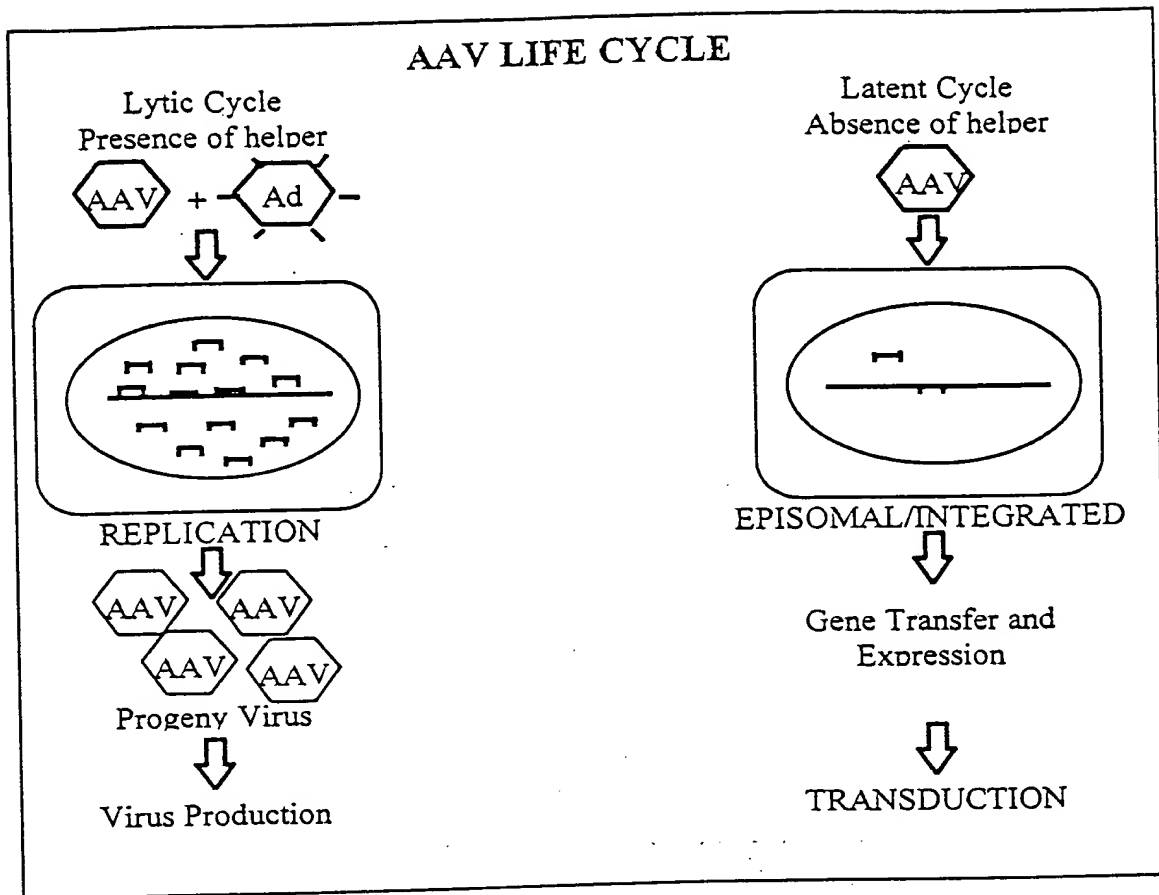 AAV LIFE CYCLE
Lytic Cycle
Presence of helper
AAV + Ad
REPLICATION
AAV AAV
AAV AAV
Progeny Virus
Virus Production
Latent Cycle
Absence of helper
AAV
EPISOMAL/INTEGRATED
Gene Transfer and
Expression
TRANSDUCTION